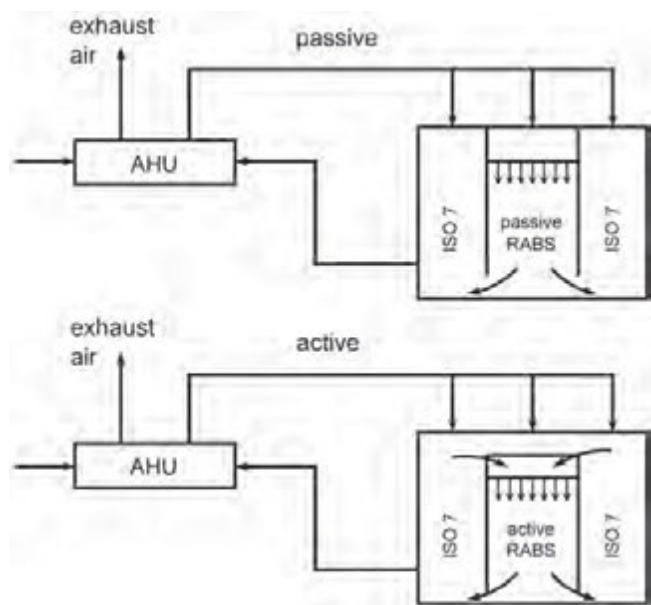 exhaust
air
passive
AHU
ISO 7
passive
RABS
ISO 7
exhaust
air
active
AHU
ISO 7
active
RABS
ISO 7